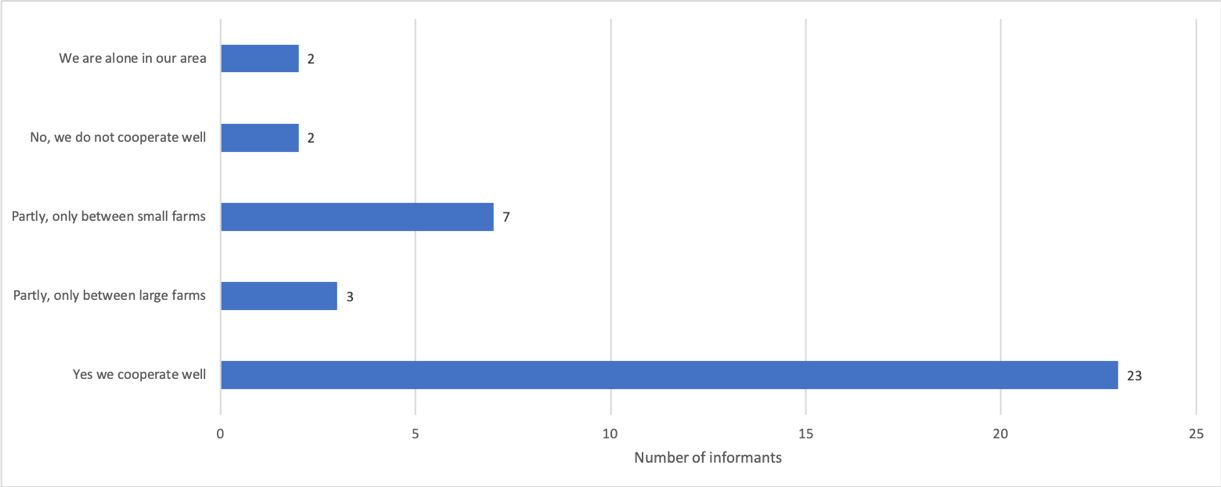 We are alone in our area 2
No, we do not cooperate well 2
Partly, only between small farms 7
Partly, only between large farms 3
Yes we cooperate well 23
0 5 10 15 20 25
Number of informants